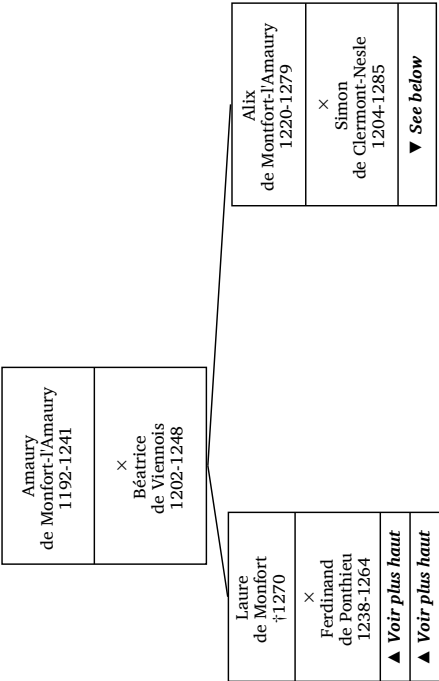 Amaury
de Monfort-l'Amaury
1192-1241
×
Béatrice
de Viennois
1202-1248
Laure
de Monfort
†1270
×
Ferdinand
de Ponthieu
1238-1264
▲ Voir plus haut
▲ Voir plus haut
Alix
de Montfort-l'Amaury
1220-1279
×
Simon
de Clermont-Nesle
1204-1285
▼ See below